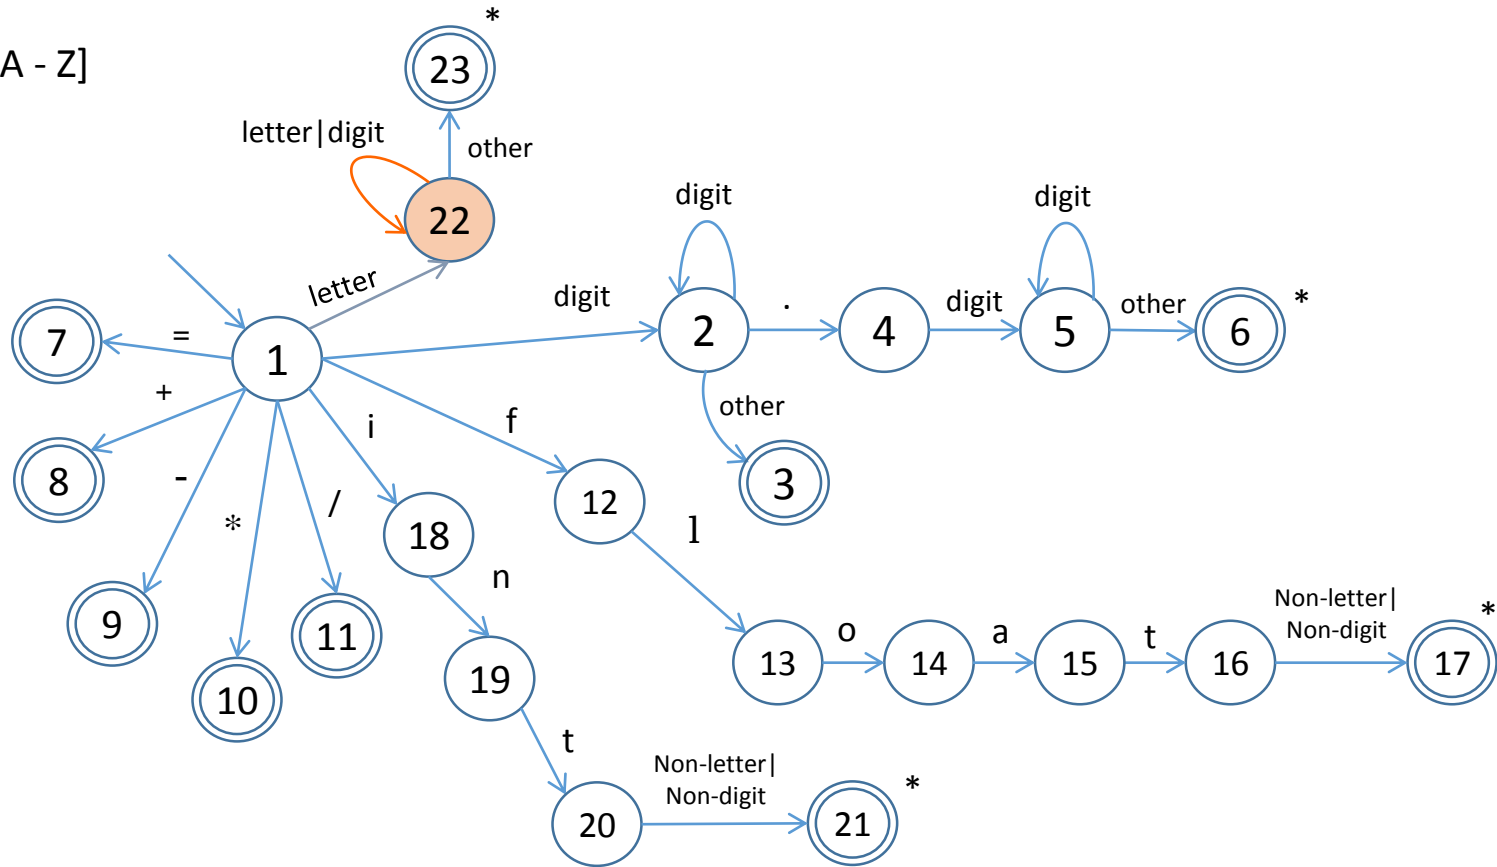 *
23
A - Z]
letter|digit
other
22
digit
digit
letter
digit
.
digit
other
*
7
=
1
2
4
5
6
+
i
f
other
8
-
*
/
18
12
3
l
n
9
10
11
19
13
o
14
a
15
t
16
Non-letter|
Non-digit
*
17
t
20
Non-letter|
Non-digit
*
21